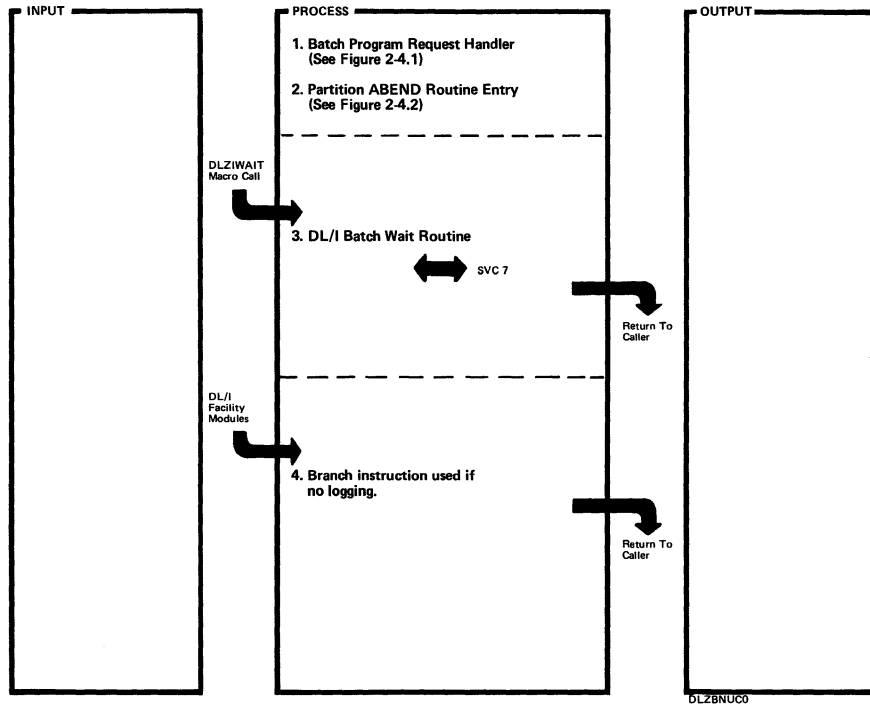 INPUT
PROCESS
OUTPUT
1. Batch Program Request Handler
(See Figure 2-4.1)
2. Partition ABEND Routine Entry
(See Figure 2-4.2)
DLZIWAIT
Macro Call
3. DL/I Batch Wait Routine
SVC 7
Return To
Caller
DL/I
Facility
Modules
4. Branch instruction used if
no logging.
Return To
Caller
DLZBNUC0